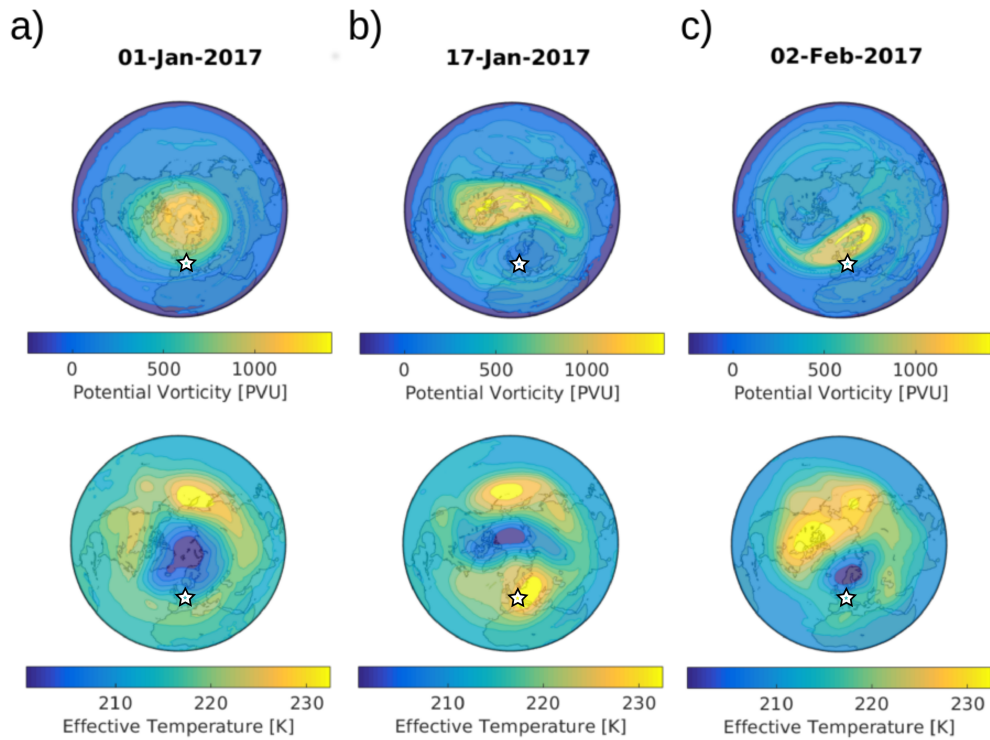 a) b) c)
01-Jan-2017 17-Jan-2017 02-Feb-2017
0 500 1000 0 500 1000 0 500 1000
Potential Vorticity [PVU] Potential Vorticity [PVU] Potential Vorticity [PVU]
210 220 230 210 220 230 210 220 230
Effective Temperature [K] Effective Temperature [K] Effective Temperature [K]